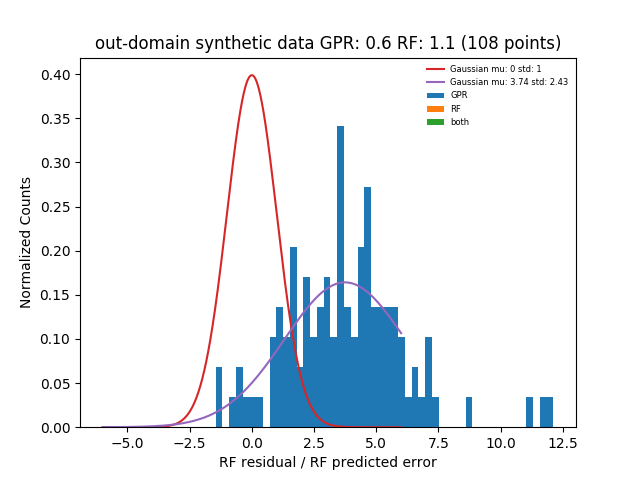 out-domain synthetic data GPR: 0.6 RF: 1.1 (108 points)
Gaussian mu: 0 std: 1
Gaussian mu: 3.74 std: 2.43
GPR
RF
both
Normalized Counts
0.40
0.35
0.30
0.25
0.20
0.15
0.10
0.05
0.00
−5.0 −2.5 0.0 2.5 5.0 7.5 10.0 12.5
RF residual / RF predicted error